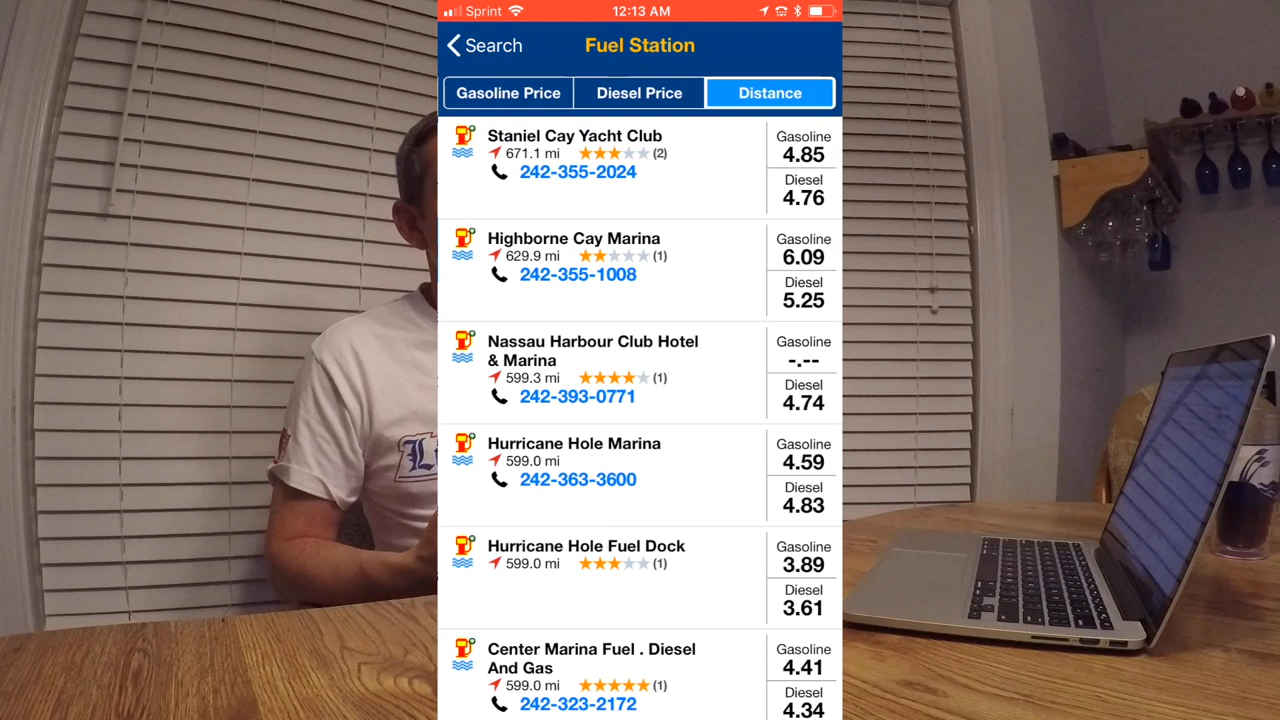 Sprint 12:13 AM
Search Fuel Station
Gasoline Price Diesel Price Distance
Staniel Cay Yacht Club
671.1 mi (2)
242-355-2024
Gasoline
4.85
Diesel
4.76
Highborne Cay Marina
629.9 mi (1)
242-355-1008
Gasoline
6.09
Diesel
5.25
Nassau Harbour Club Hotel
& Marina
599.3 mi (1)
242-393-0771
Gasoline
-.--
Diesel
4.74
Hurricane Hole Marina
599.0 mi
242-363-3600
Gasoline
4.59
Diesel
4.83
Hurricane Hole Fuel Dock
599.0 mi (1)
Gasoline
3.89
Diesel
3.61
Center Marina Fuel . Diesel
And Gas
599.0 mi (1)
242-323-2172
Gasoline
4.41
Diesel
4.34